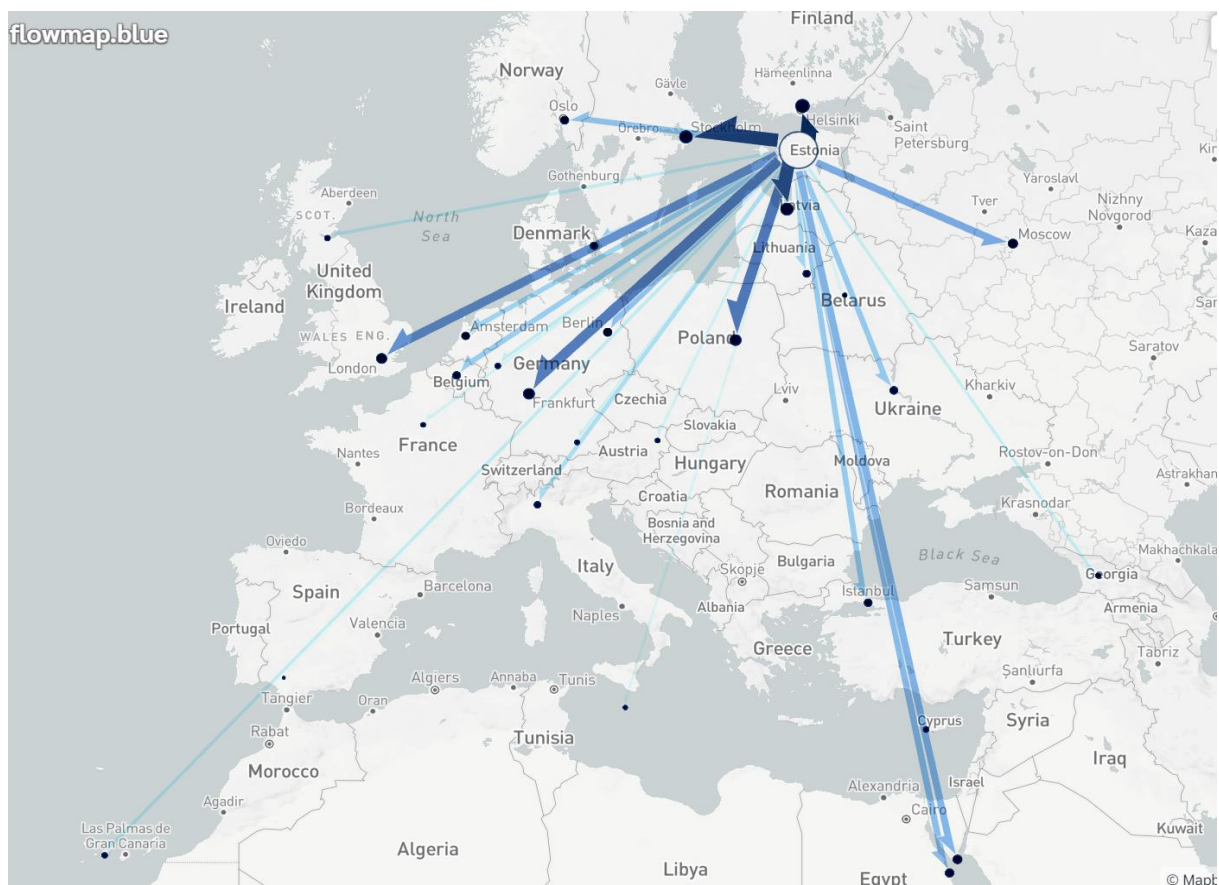 flowmap.blue
Finland
Norway
Hämeenlinna
Gävle
Oslo
Helsinki
Örebro
Stockholm
Saint
Petersburg
Estonia
Gothenburg
Aberdeen
Yaroslavl
Tver
Nizhny
Novgorod
SCOT.
North
Sea
Denmark
Latvia
Moscow
Kaza
Lithuania
United
Kingdom
Ireland
Belarus
WALES
ENG.
Amsterdam
Berlin
Poland
London
Belgium
Germany
Saratov
Frankfurt
Czechia
Lviv
Kharkiv
Ukraine
France
Slovakia
Nantes
Austria
Switzerland
Hungary
Moldova
Rostov-on-Don
Astrakhan
Romania
Croatia
Krasnodar
Bordeaux
Bosnia and
Herzegovina
Oviedo
Black Sea
Makhachkala
Italy
Bulgaria
Skopje
Georgia
Spain
Barcelona
Istanbul
Samsun
Armenia
Naples
Albania
Portugal
Valencia
Greece
Turkey
Tabriz
Şanlıurfa
Algiers
Annaba
Tunis
Tangier
Oran
Rabat
Cyprus
Syria
Tunisia
Iraq
Morocco
Alexandria
Israel
Agadir
Cairo
Las Palmas de
Gran Canaria
Kuwait
Algeria
Libya
Egypt
© Mapb